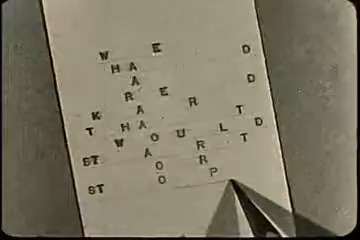 W E D
H A A D
A
R E R
K A T
T H A O U L D
W A R T
ST O R
ST O P